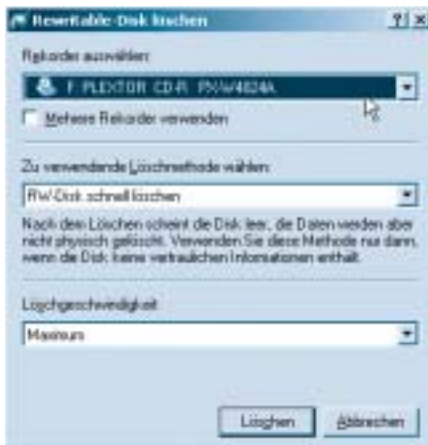 Rewritable-Disk löschen
Rekorder auswählen:
F: PLEXTOR CD-R PX-W4824A
Mehrere Rekorder verwenden
Zu verwendende Löschmethode wählen:
RW-Disk schnell löschen
Nach dem Löschen scheint die Disk leer, die Daten werden aber
nicht physisch gelöscht. Verwenden Sie diese Methode nur dann,
wenn die Disk keine vertraulichen Informationen enthält.
Löschgeschwindigkeit
Maximum
Löschen
Abbrechen